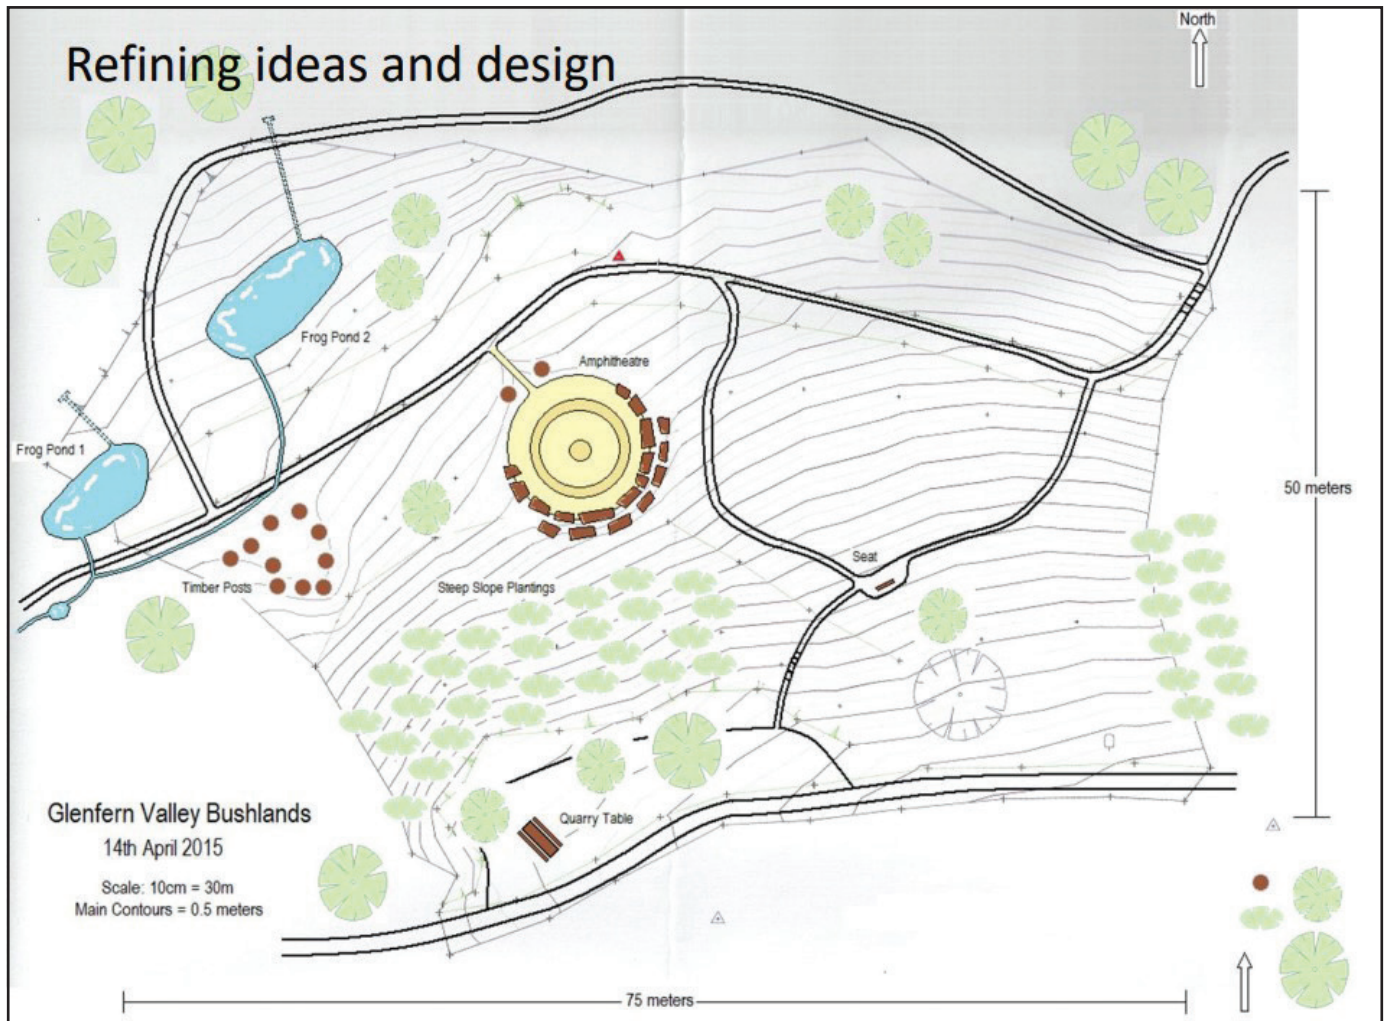 North
Refining ideas and design
Frog Pond 2
Amphitheatre
Frog Pond 1
50 meters
Seat
Timber Posts
Steep Slope Plantings
Glenfern Valley Bushlands
14th April 2015
Quarry Table
Scale: 10cm = 30m
Main Contours = 0.5 meters
75 meters